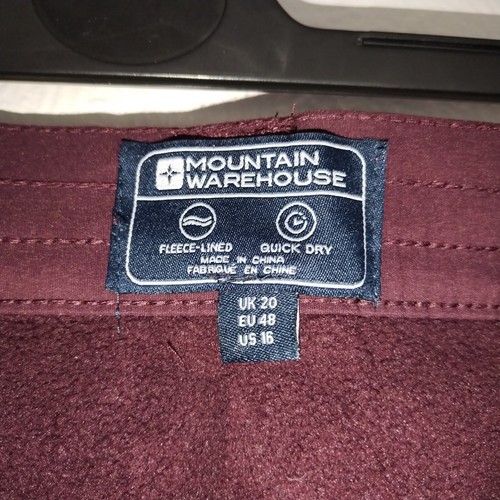 MOUNTAIN
WAREHOUSE
FLEECE-LINED QUICK DRY
MADE IN CHINA
FABRIQUÉ EN CHINE
UK 20
EU 48
US 16